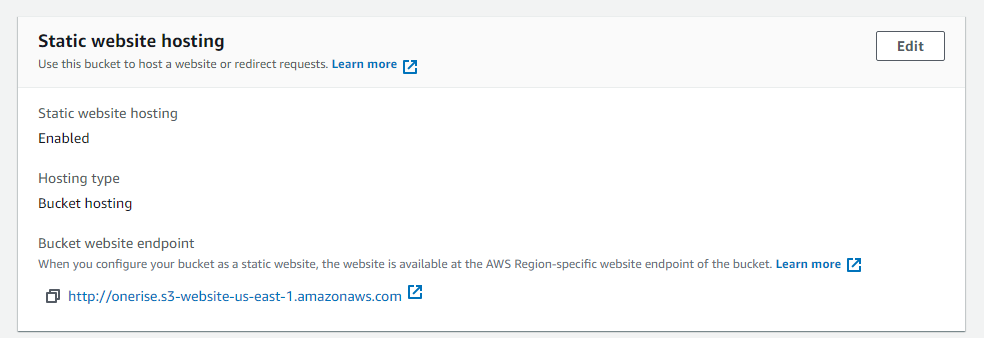 Static website hosting
Edit
Use this bucket to host a website or redirect requests. Learn more
Static website hosting
Enabled
Hosting type
Bucket hosting
Bucket website endpoint
When you configure your bucket as a static website, the website is available at the AWS Region-specific website endpoint of the bucket. Learn more
http://onerise.s3-website-us-east-1.amazonaws.com